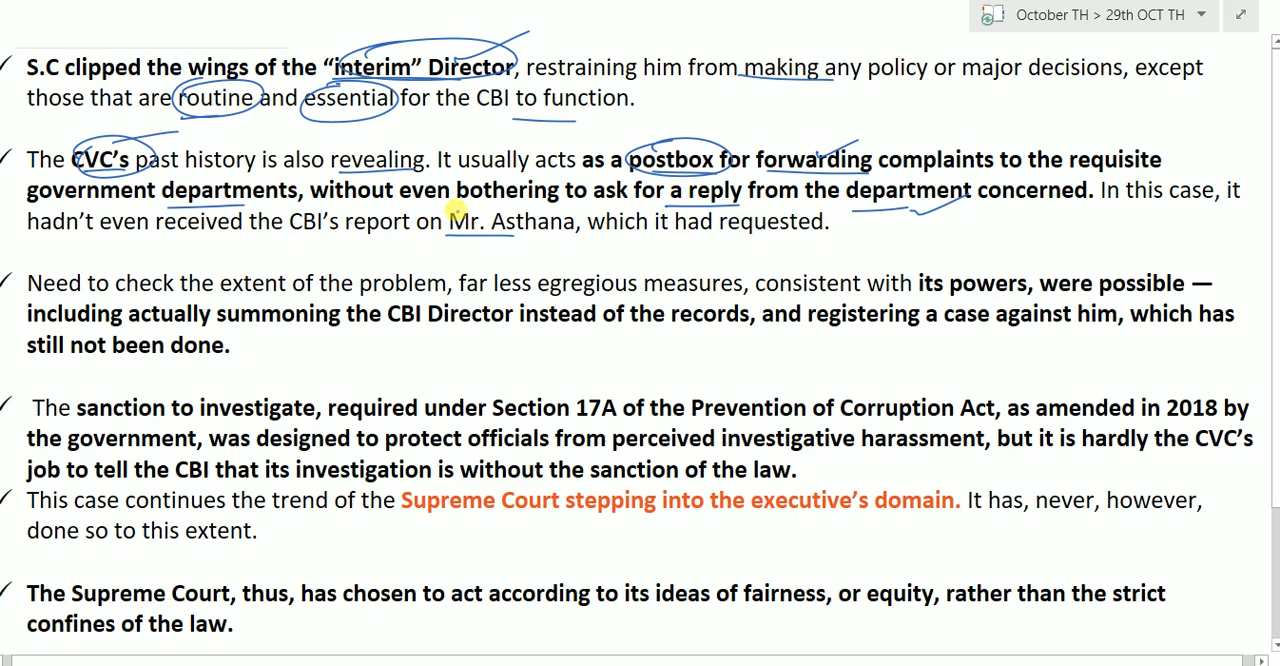 October TH > 29th OCT TH
S.C clipped the wings of the “interim” Director, restraining him from making any policy or major decisions, except
those that are routine and essential for the CBI to function.
The CVC’s past history is also revealing. It usually acts as a postbox for forwarding complaints to the requisite
government departments, without even bothering to ask for a reply from the department concerned. In this case, it
hadn’t even received the CBI’s report on Mr. Asthana, which it had requested.
Need to check the extent of the problem, far less egregious measures, consistent with its powers, were possible —
including actually summoning the CBI Director instead of the records, and registering a case against him, which has
still not been done.
The sanction to investigate, required under Section 17A of the Prevention of Corruption Act, as amended in 2018 by
the government, was designed to protect officials from perceived investigative harassment, but it is hardly the CVC’s
job to tell the CBI that its investigation is without the sanction of the law.
This case continues the trend of the Supreme Court stepping into the executive’s domain. It has, never, however,
done so to this extent.
The Supreme Court, thus, has chosen to act according to its ideas of fairness, or equity, rather than the strict
confines of the law.